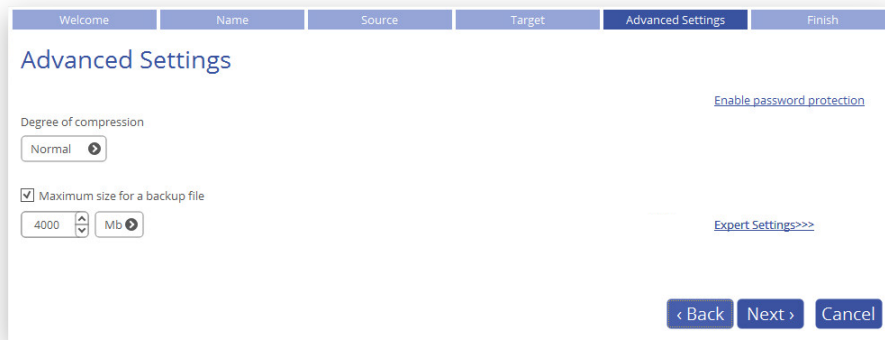 Welcome Name Source Target Advanced Settings Finish
Advanced Settings
Enable password protection
Degree of compression
Normal
Maximum size for a backup file
4000 Mb
Expert Settings>>>
‹ Back Next › Cancel